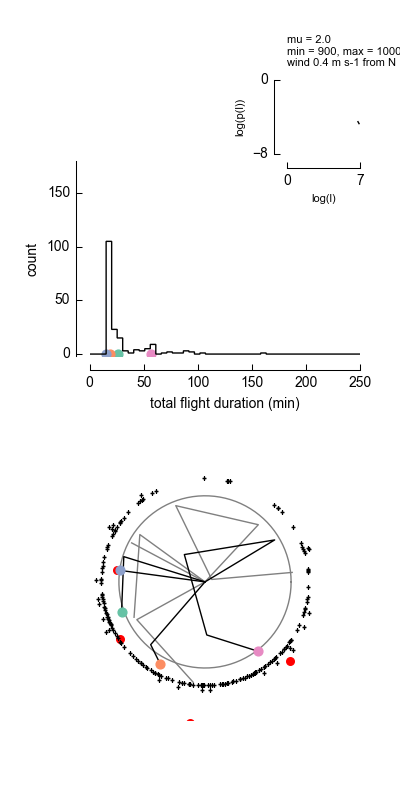 mu = 2.0
min = 900, max = 1000
wind 0.4 m s-1 from N
0
log(p(l))
−8
0
7
log(l)
150
100
50
0
count
0
50
100
150
200
250
total flight duration (min)